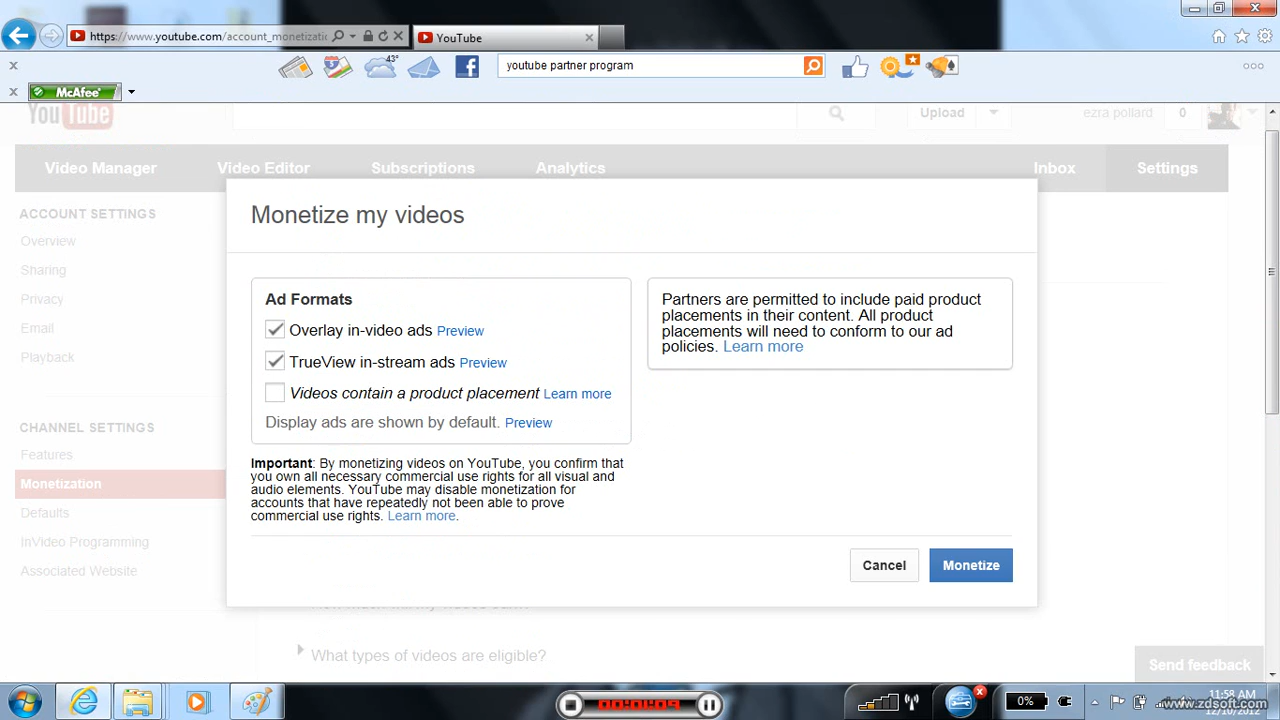 https://www.youtube.com/account_monetizatic
YouTube
43°
youtube partner program
McAfee
YouTube
Upload
ezra pollard
0
Video Manager
Video Editor
Subscriptions
Analytics
Inbox
Settings
ACCOUNT SETTINGS
Overview
Sharing
Privacy
Email
Playback
CHANNEL SETTINGS
Features
Monetization
Defaults
InVideo Programming
Associated Website
Monetize my videos
Ad Formats
Overlay in-video ads Preview
TrueView in-stream ads Preview
Videos contain a product placement Learn more
Display ads are shown by default. Preview
Partners are permitted to include paid product
placements in their content. All product
placements will need to conform to our ad
policies. Learn more
Important: By monetizing videos on YouTube, you confirm that
you own all necessary commercial use rights for all visual and
audio elements. YouTube may disable monetization for
accounts that have repeatedly not been able to prove
commercial use rights. Learn more.
Cancel
Monetize
What types of videos are eligible?
Send feedback
0%
11:58 AM
12/10/2012
www.zdsoft.com